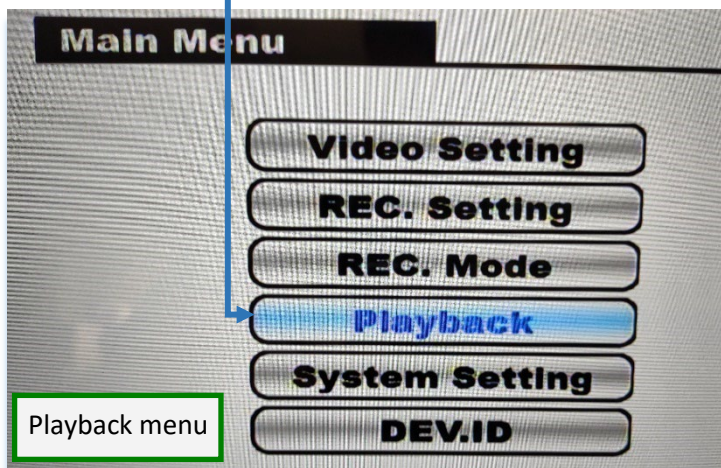 Main Menu
Video Setting
REC. Setting
REC. Mode
Playback
System Setting
DEV.ID
Playback menu